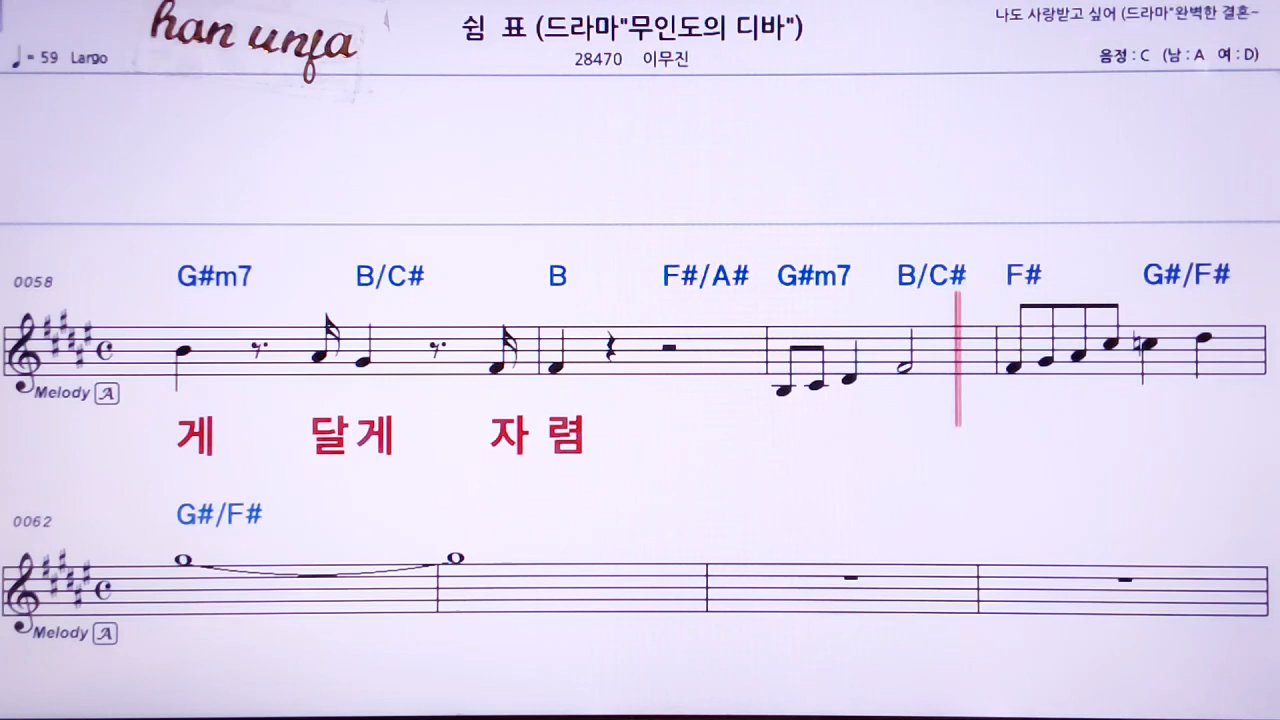 han unfa
쉼 표 (드라마"무인도의 디바")
나도 사랑받고 싶어 (드라마"완벽한 결혼-
♩= 59 Largo
28470 이무진
음정 : C (남 : A 여 : D)
0058 G#m7 B/C# B F#/A# G#m7 B/C# F# G#/F#
Melody A
게 달게 자 렴
0062 G#/F#
Melody A